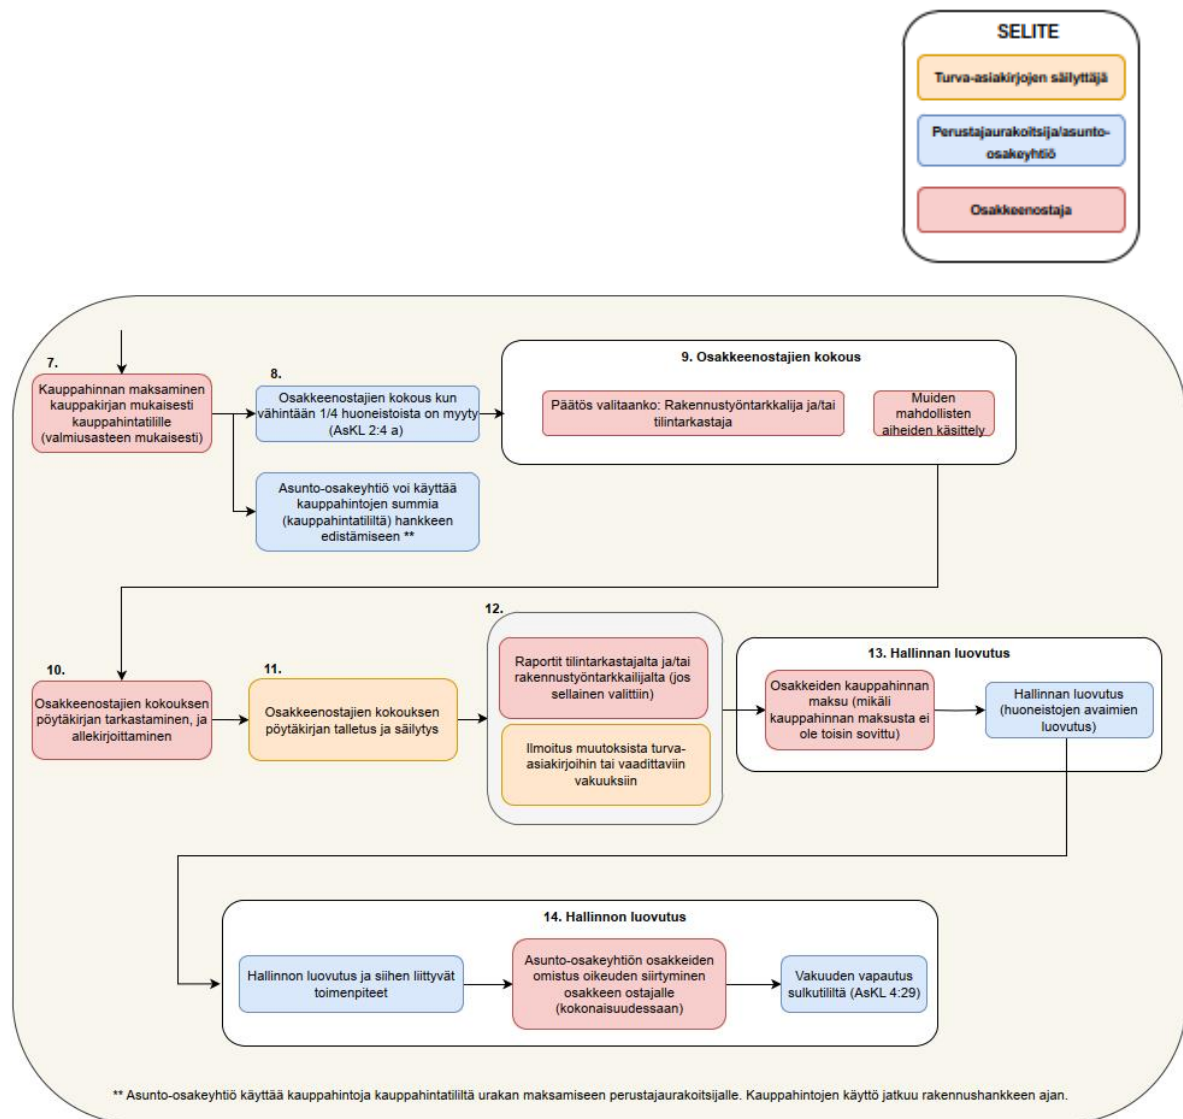 SELITE
Turva-asiakirjojen säilyttäjä
Perustajaurakoitsija/asunto-
osakeyhtiö
Osakkeenostaja
7.
Kauppahinnan maksaminen
kauppakirjan mukaisesti
kauppahintatilille
(valmiusasteen mukaisesti)
8.
Osakkeenostajien kokous kun
vähintään 1/4 huoneistoista on myyty
(AsKL 2:4 a)
Asunto-osakeyhtiö voi käyttää
kauppahintojen summia
(kauppahintatililtä) hankkeen
edistämiseen **
9. Osakkeenostajien kokous
Päätös valitaanko: Rakennustyöntarkkalija ja/tai
tilintarkastaja
Muiden
mahdollisten
aiheiden käsittely
10.
Osakkeenostajien kokouksen
pöytäkirjan tarkastaminen, ja
allekirjoittaminen
11.
Osakkeenostajien kokouksen
pöytäkirjan talletus ja säilytys
12.
Raportit tilintarkastajalta ja/tai
rakennustyöntarkkailijalta (jos
sellainen valittiin)
Ilmoitus muutoksista turva-
asiakirjoihin tai vaadittaviin
vakuuksiin
13. Hallinnan luovutus
Osakkeiden kauppahinnan
maksu (mikäli
kauppahinnan maksusta ei
ole toisin sovittu)
Hallinnan luovutus
(huoneistojen avaimien
luovutus)
14. Hallinnon luovutus
Hallinnon luovutus ja siihen liittyvät
toimenpiteet
Asunto-osakeyhtiön osakkeiden
omistus oikeuden siirtyminen
osakkeen ostajalle
(kokonaisuudessaan)
Vakuuden vapautus
sulkutililtä (AsKL 4:29)
** Asunto-osakeyhtiö käyttää kauppahintoja kauppahintatililtä urakan maksamiseen perustajaurakoitsijalle. Kauppahintojen käyttö jatkuu rakennushankkeen ajan.